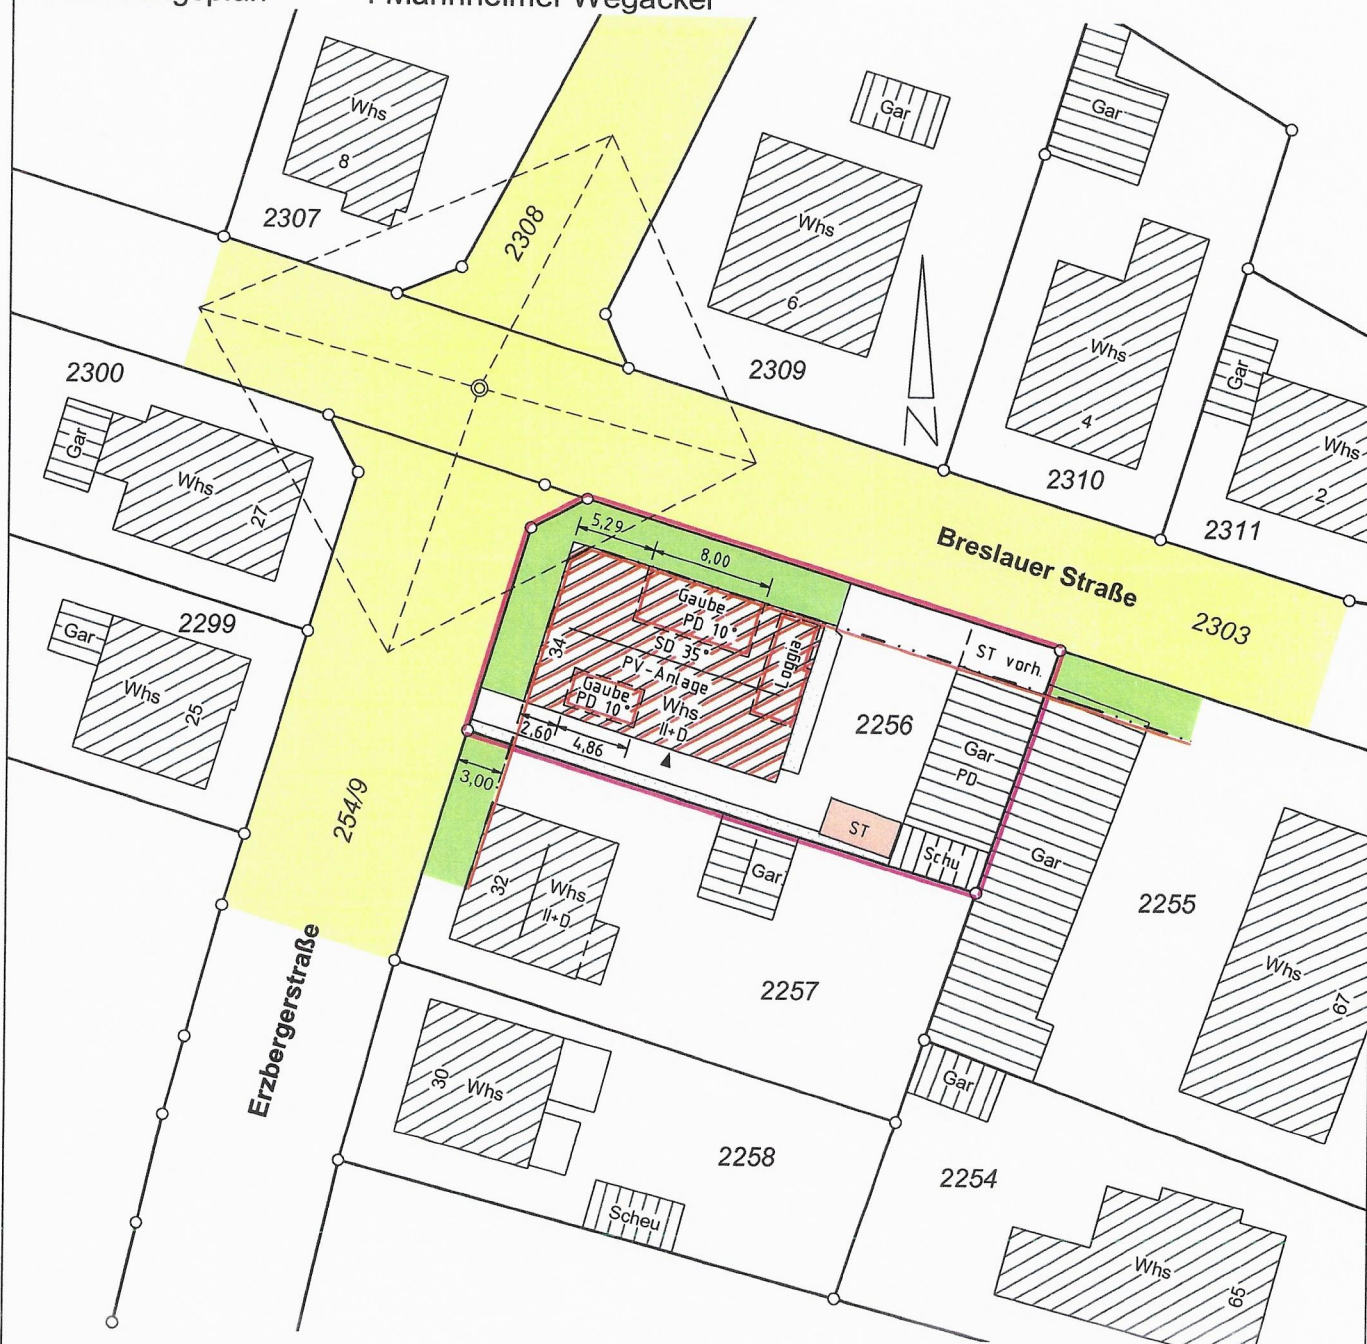 Mannheimer Wegäcker
Whs
8
2307
2308
Gar
Whs
6
2309
N
Gar
Whs
4
2310
Gar
Whs
2
2311
2300
Gar
Whs
27
2299
Gar
Whs
25
Breslauer Straße
2303
5,29
8,00
Gaube
PD 10°
SD 35°
PV-Anlage
Loggia
34
Gaube
PD 10°
Whs
II+D
2,60
4,86
3,00
ST vorh.
2256
Gar
PD
ST
Schu
Gar
254/9
32
Whs
II+D
Gar.
2255
Whs
67
2257
Erzbergerstraße
30
Whs
Gar
2258
2254
Scheu
Whs
65